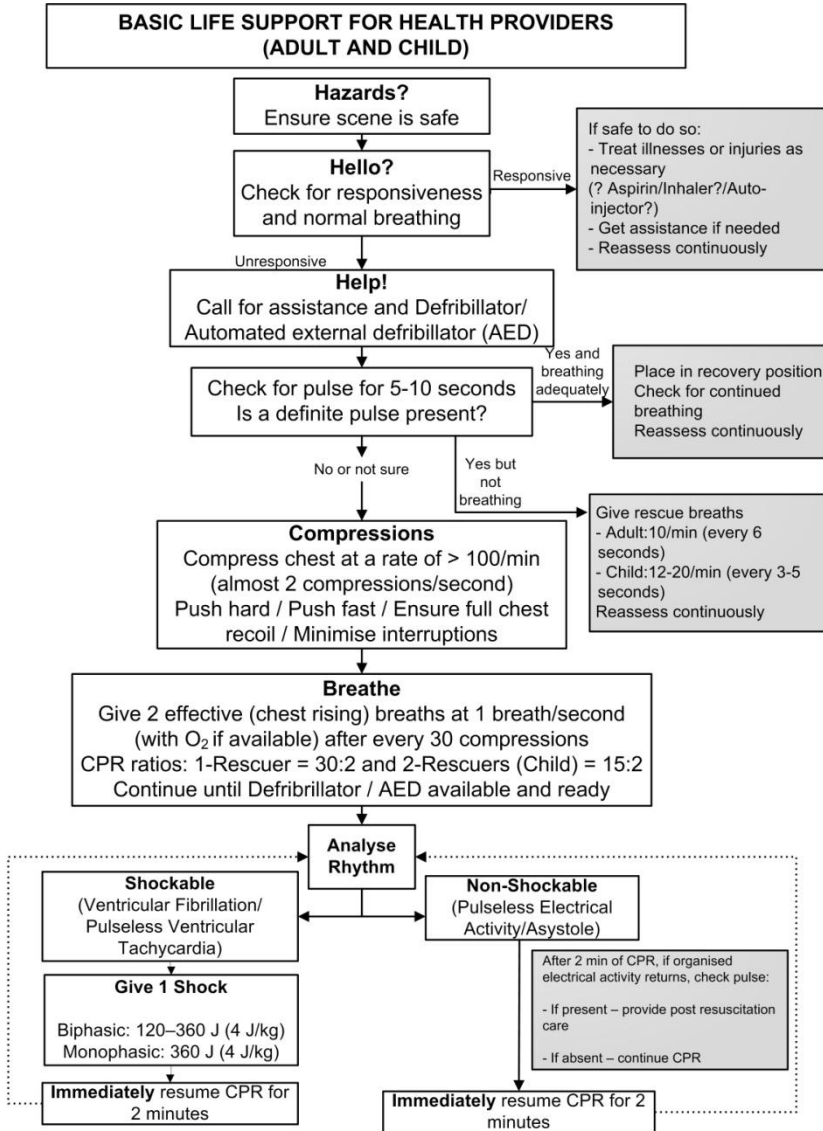 BASIC LIFE SUPPORT FOR HEALTH PROVIDERS
(ADULT AND CHILD)
Hazards?
Ensure scene is safe
Hello?
Check for responsiveness
and normal breathing
Responsive
If safe to do so:
- Treat illnesses or injuries as
necessary
(? Aspirin/Inhaler?/Auto-
injector?)
- Get assistance if needed
- Reassess continuously
Unresponsive
Help!
Call for assistance and Defibrillator/
Automated external defibrillator (AED)
Check for pulse for 5-10 seconds
Is a definite pulse present?
Yes and
breathing
adequately
Place in recovery position
Check for continued
breathing
Reassess continuously
No or not sure
Yes but
not
breathing
Give rescue breaths
- Adult:10/min (every 6
seconds)
- Child:12-20/min (every 3-5
seconds)
Reassess continuously
Compressions
Compress chest at a rate of > 100/min
(almost 2 compressions/second)
Push hard / Push fast / Ensure full chest
recoil / Minimise interruptions
Breathe
Give 2 effective (chest rising) breaths at 1 breath/second
(with O₂ if available) after every 30 compressions
CPR ratios: 1-Rescuer = 30:2 and 2-Rescuers (Child) = 15:2
Continue until Defribrillator / AED available and ready
Analyse
Rhythm
Shockable
(Ventricular Fibrillation/
Pulseless Ventricular
Tachycardia)
Give 1 Shock
Biphasic: 120–360 J (4 J/kg)
Monophasic: 360 J (4 J/kg)
Immediately resume CPR for
2 minutes
Non-Shockable
(Pulseless Electrical
Activity/Asystole)
After 2 min of CPR, if organised
electrical activity returns, check pulse:
- If present – provide post resuscitation
care
- If absent – continue CPR
Immediately resume CPR for 2
minutes